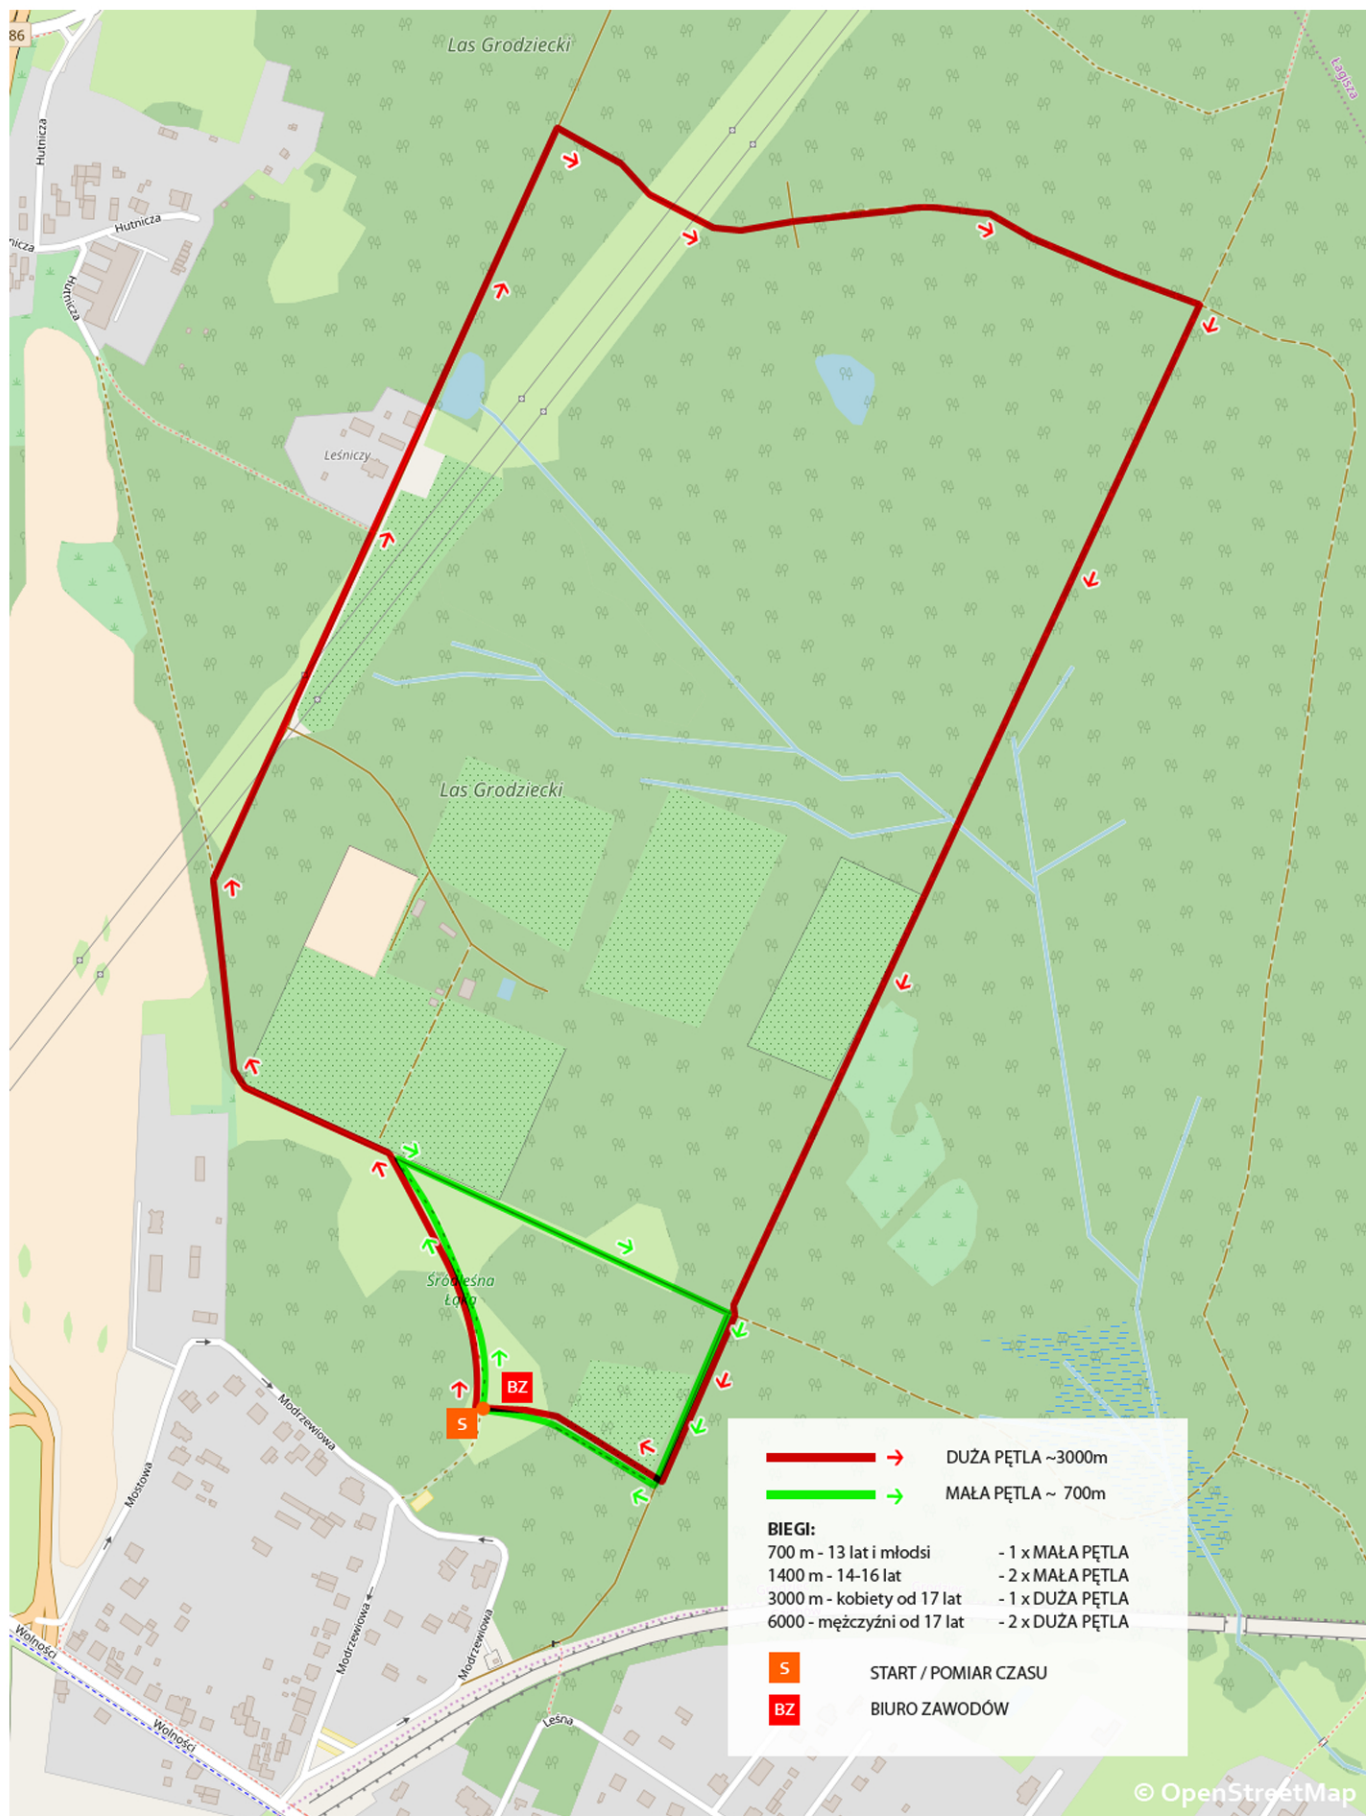 86
Las Grodziecki
Łagisza
Hutnicza
Hutnicza
nicza
Hutnicza
Leśniczy
Las Grodziecki
Śródleśna
Łąka
BZ
S
Modrzewiowa
Mostowa
Modrzewiowa
Modrzewiowa
Wolności
Wolności
Leśna
DUŻA PĘTLA ~3000m
MAŁA PĘTLA ~ 700m
BIEGI:
700 m - 13 lat i młodsi - 1 x MAŁA PĘTLA
1400 m - 14-16 lat - 2 x MAŁA PĘTLA
3000 m - kobiety od 17 lat - 1 x DUŻA PĘTLA
6000 - mężczyźni od 17 lat - 2 x DUŻA PĘTLA
S START / POMIAR CZASU
BZ BIURO ZAWODÓW
© OpenStreetMap